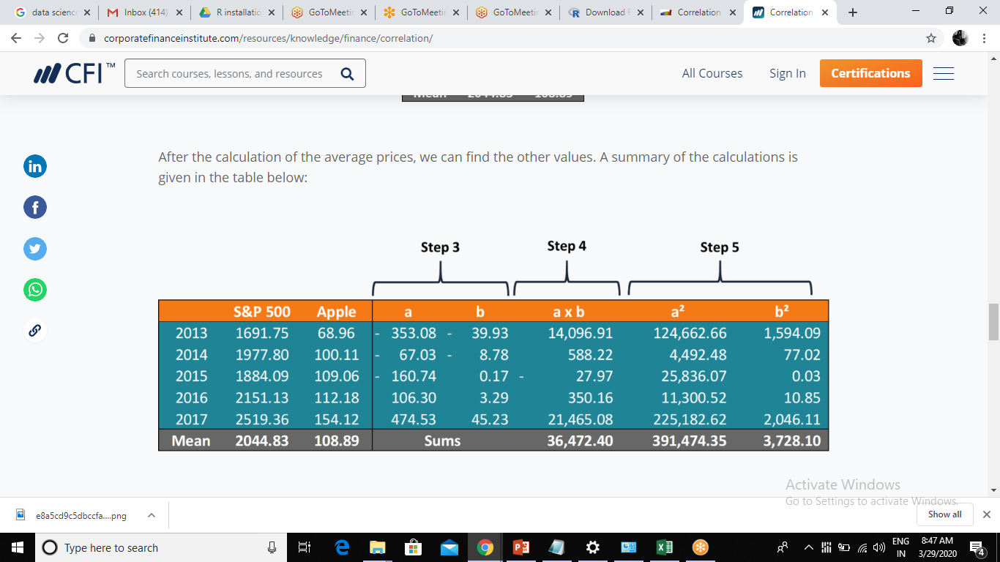 data scienc
Inbox (414)
R installatio
GoToMeetin
GoToMeetin
GoToMeetin
Download R
Correlation
Correlation
corporatefinanceinstitute.com/resources/knowledge/finance/correlation/
CFI™
Search courses, lessons, and resources
All Courses
Sign In
Certifications
Mean 2044.83 108.89
After the calculation of the average prices, we can find the other values. A summary of the calculations is
given in the table below:
Step 3 Step 4 Step 5
S&P 500 Apple a b a x b a² b²
2013 1691.75 68.96 - 353.08 - 39.93 14,096.91 124,662.66 1,594.09
2014 1977.80 100.11 - 67.03 - 8.78 588.22 4,492.48 77.02
2015 1884.09 109.06 - 160.74 0.17 - 27.97 25,836.07 0.03
2016 2151.13 112.18 106.30 3.29 350.16 11,300.52 10.85
2017 2519.36 154.12 474.53 45.23 21,465.08 225,182.62 2,046.11
Mean 2044.83 108.89 Sums 36,472.40 391,474.35 3,728.10
Activate Windows
Go to Settings to activate Windows.
e8a5cd9c5dbccfa....png
Show all
Type here to search
ENG
IN
8:47 AM
3/29/2020
4